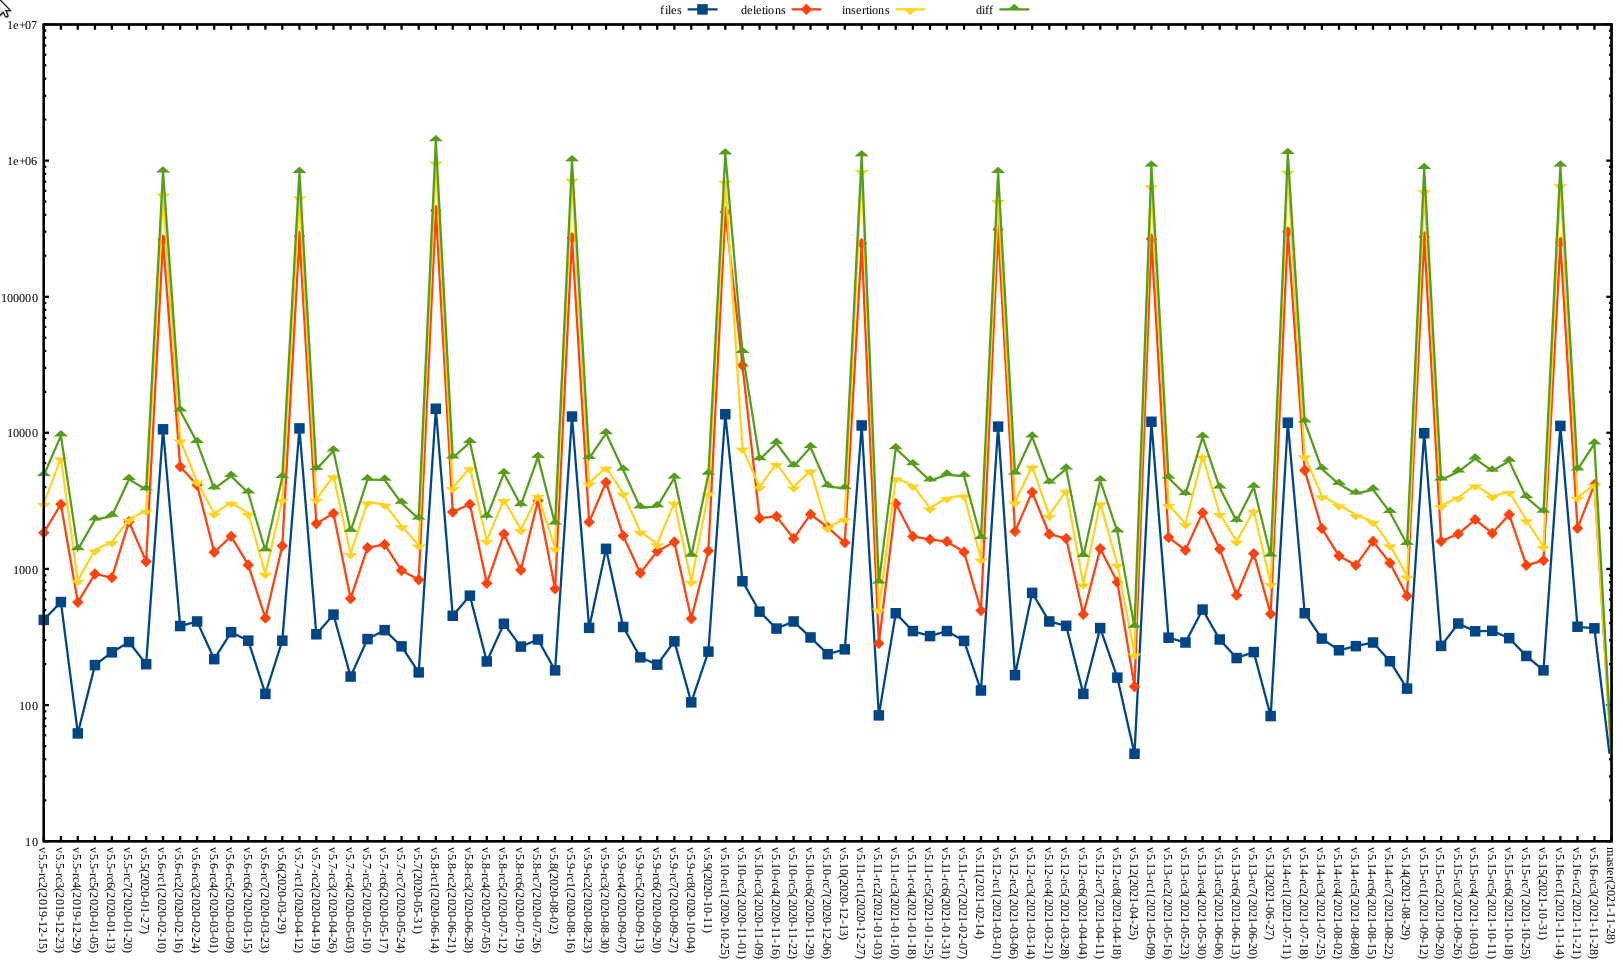 files deletions insertions diff
1e+07
1e+06
100000
10000
1000
100
10
v5.5-rc2(2019-12-15)
v5.5-rc3(2019-12-23)
v5.5-rc4(2019-12-29)
v5.5-rc5(2020-01-05)
v5.5-rc6(2020-01-13)
v5.5-rc7(2020-01-20)
v5.5(2020-01-27)
v5.6-rc1(2020-02-10)
v5.6-rc2(2020-02-16)
v5.6-rc3(2020-02-24)
v5.6-rc4(2020-03-01)
v5.6-rc5(2020-03-09)
v5.6-rc6(2020-03-15)
v5.6-rc7(2020-03-23)
v5.6(2020-03-29)
v5.7-rc1(2020-04-12)
v5.7-rc2(2020-04-19)
v5.7-rc3(2020-04-26)
v5.7-rc4(2020-05-03)
v5.7-rc5(2020-05-10)
v5.7-rc6(2020-05-17)
v5.7-rc7(2020-05-24)
v5.7(2020-05-31)
v5.8-rc1(2020-06-14)
v5.8-rc2(2020-06-21)
v5.8-rc3(2020-06-28)
v5.8-rc4(2020-07-05)
v5.8-rc5(2020-07-12)
v5.8-rc6(2020-07-19)
v5.8-rc7(2020-07-26)
v5.8(2020-08-02)
v5.9-rc1(2020-08-16)
v5.9-rc2(2020-08-23)
v5.9-rc3(2020-08-30)
v5.9-rc4(2020-09-07)
v5.9-rc5(2020-09-13)
v5.9-rc6(2020-09-20)
v5.9-rc7(2020-09-27)
v5.9-rc8(2020-10-04)
v5.9(2020-10-11)
v5.10-rc1(2020-10-25)
v5.10-rc2(2020-11-01)
v5.10-rc3(2020-11-09)
v5.10-rc4(2020-11-16)
v5.10-rc5(2020-11-22)
v5.10-rc6(2020-11-29)
v5.10-rc7(2020-12-06)
v5.10(2020-12-13)
v5.11-rc1(2020-12-27)
v5.11-rc2(2021-01-03)
v5.11-rc3(2021-01-10)
v5.11-rc4(2021-01-18)
v5.11-rc5(2021-01-25)
v5.11-rc6(2021-01-31)
v5.11-rc7(2021-02-07)
v5.11(2021-02-14)
v5.12-rc1(2021-03-01)
v5.12-rc2(2021-03-06)
v5.12-rc3(2021-03-14)
v5.12-rc4(2021-03-21)
v5.12-rc5(2021-03-28)
v5.12-rc6(2021-04-04)
v5.12-rc7(2021-04-11)
v5.12-rc8(2021-04-18)
v5.12(2021-04-25)
v5.13-rc1(2021-05-09)
v5.13-rc2(2021-05-16)
v5.13-rc3(2021-05-23)
v5.13-rc4(2021-05-30)
v5.13-rc5(2021-06-06)
v5.13-rc6(2021-06-13)
v5.13-rc7(2021-06-20)
v5.13(2021-06-27)
v5.14-rc1(2021-07-11)
v5.14-rc2(2021-07-18)
v5.14-rc3(2021-07-25)
v5.14-rc4(2021-08-02)
v5.14-rc5(2021-08-08)
v5.14-rc6(2021-08-15)
v5.14-rc7(2021-08-22)
v5.14(2021-08-29)
v5.15-rc1(2021-09-12)
v5.15-rc2(2021-09-20)
v5.15-rc3(2021-09-26)
v5.15-rc4(2021-10-03)
v5.15-rc5(2021-10-11)
v5.15-rc6(2021-10-18)
v5.15-rc7(2021-10-25)
v5.15(2021-10-31)
v5.16-rc1(2021-11-14)
v5.16-rc2(2021-11-21)
v5.16-rc3(2021-11-28)
master(2021-11-28)